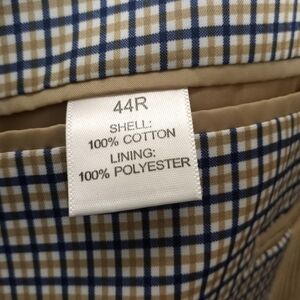 44R
SHELL:
100% COTTON
LINING:
100% POLYESTER